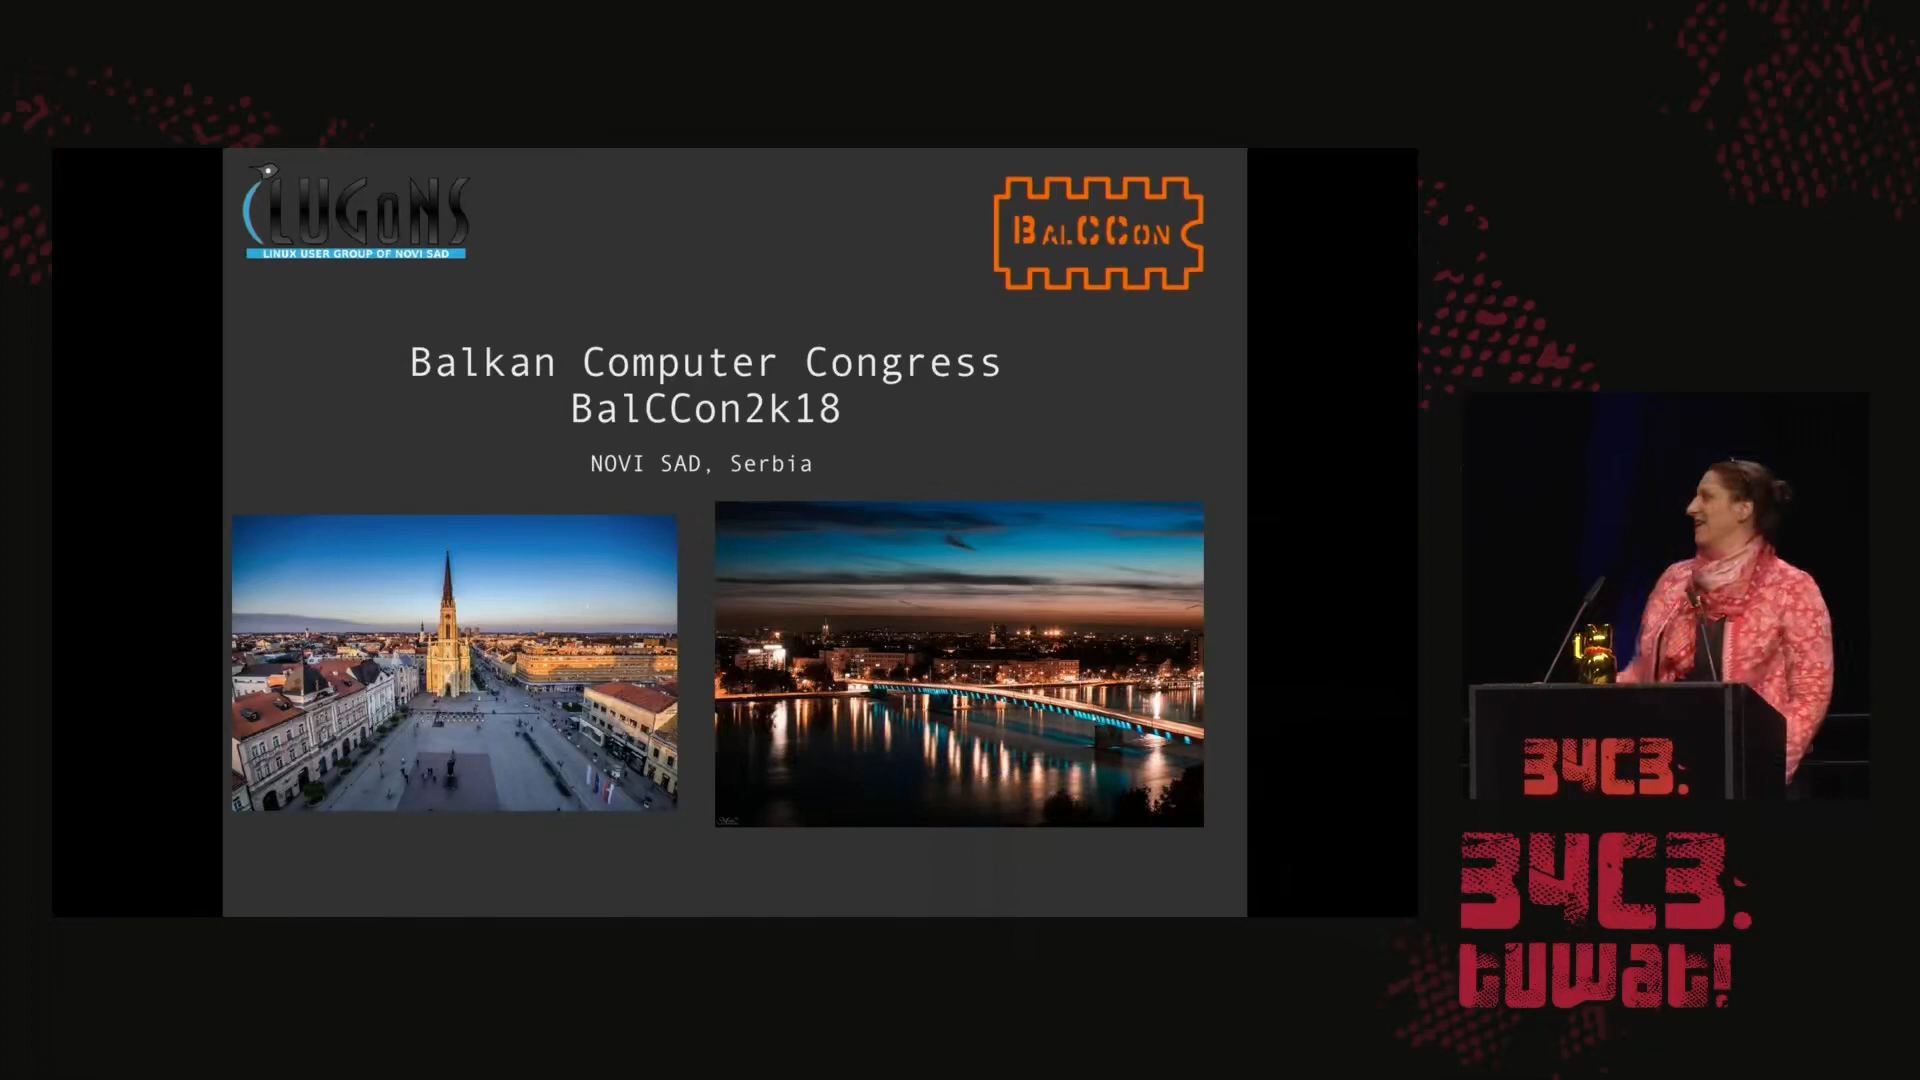 LUGONS
LINUX USER GROUP OF NOVI SAD
BALCCON
Balkan Computer Congress
BalCCon2k18
NOVI SAD, Serbia
34C3.
34C3.
tuwat!